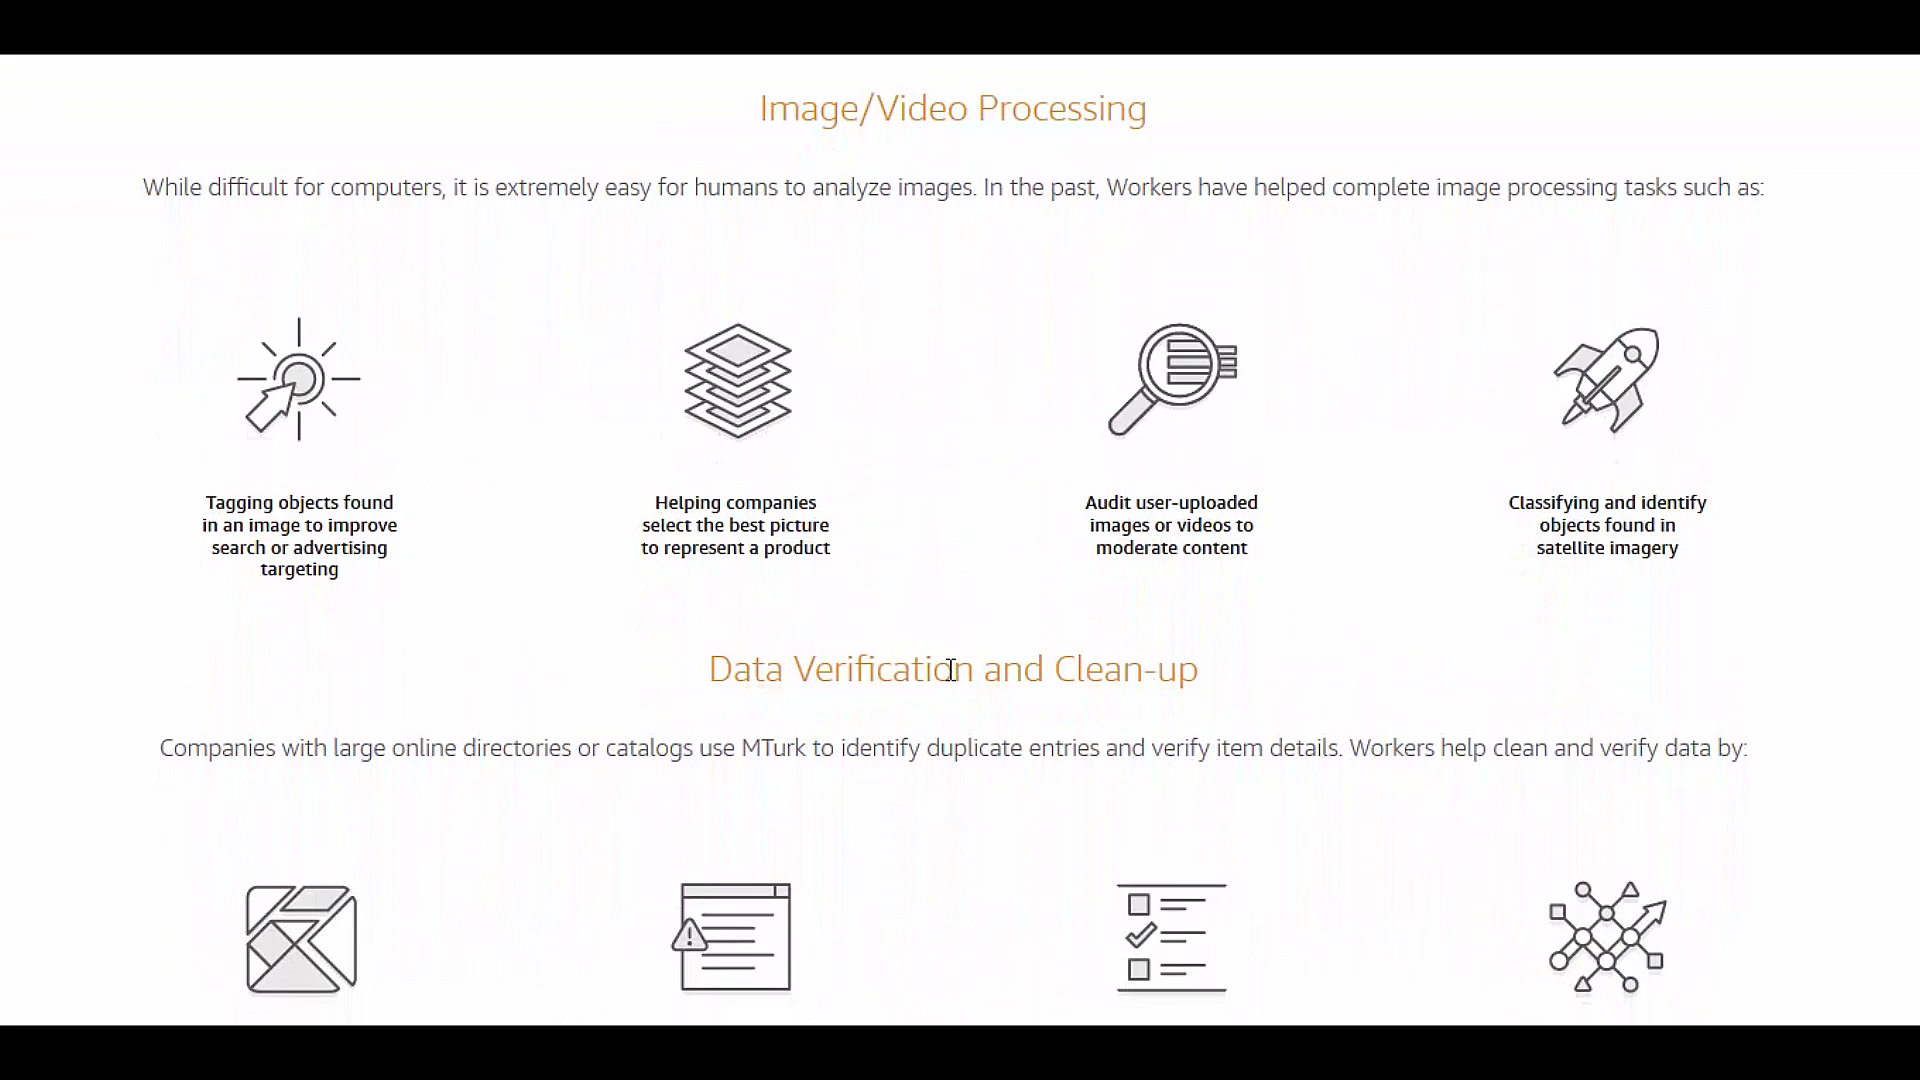 Image/Video Processing
While difficult for computers, it is extremely easy for humans to analyze images. In the past, Workers have helped complete image processing tasks such as:
Tagging objects found
in an image to improve
search or advertising
targeting
Helping companies
select the best picture
to represent a product
Audit user-uploaded
images or videos to
moderate content
Classifying and identify
objects found in
satellite imagery
Data Verification and Clean-up
Companies with large online directories or catalogs use MTurk to identify duplicate entries and verify item details. Workers help clean and verify data by: